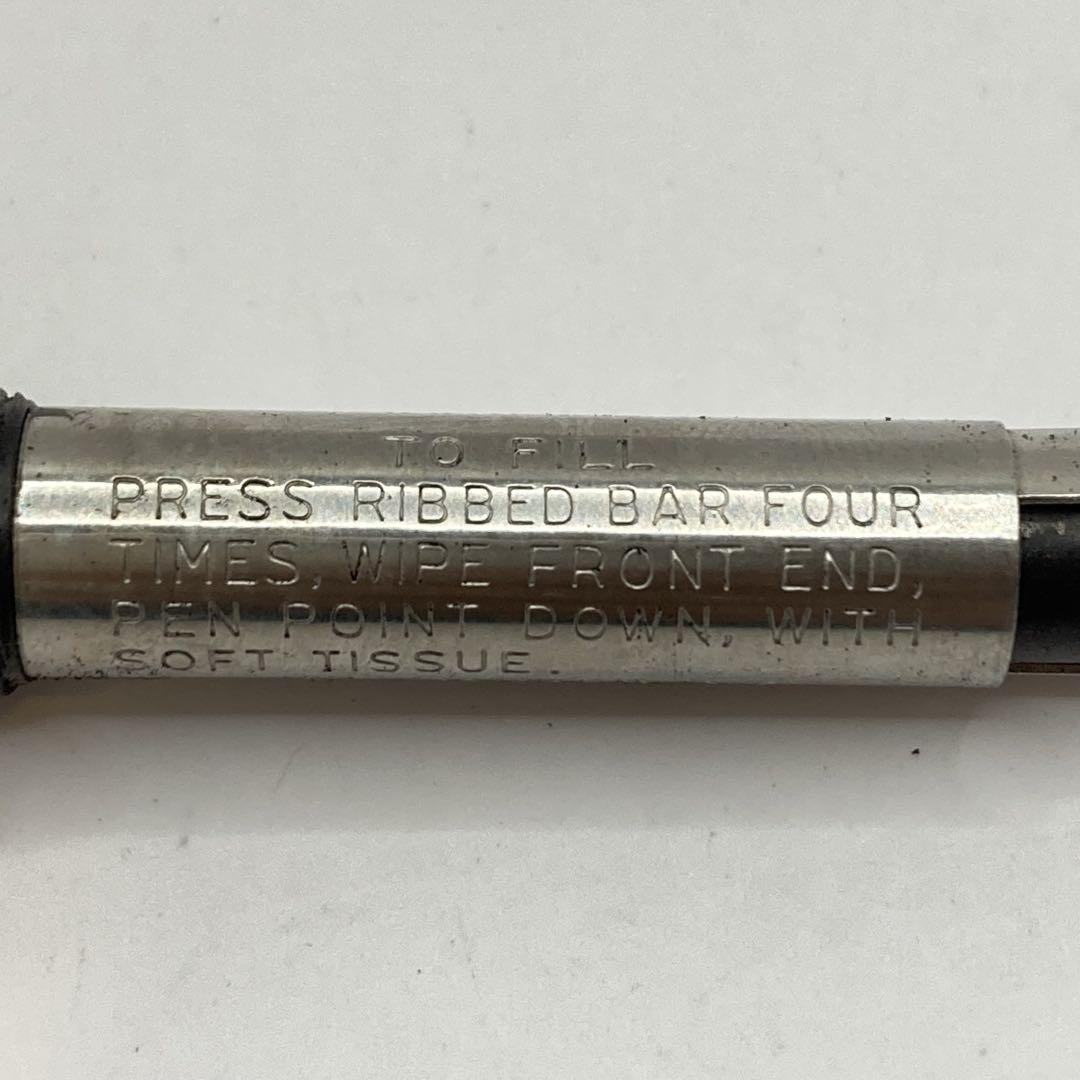 TO FILL
PRESS RIBBED BAR FOUR
TIMES, WIPE FRONT END,
PEN POINT DOWN, WITH
SOFT TISSUE.